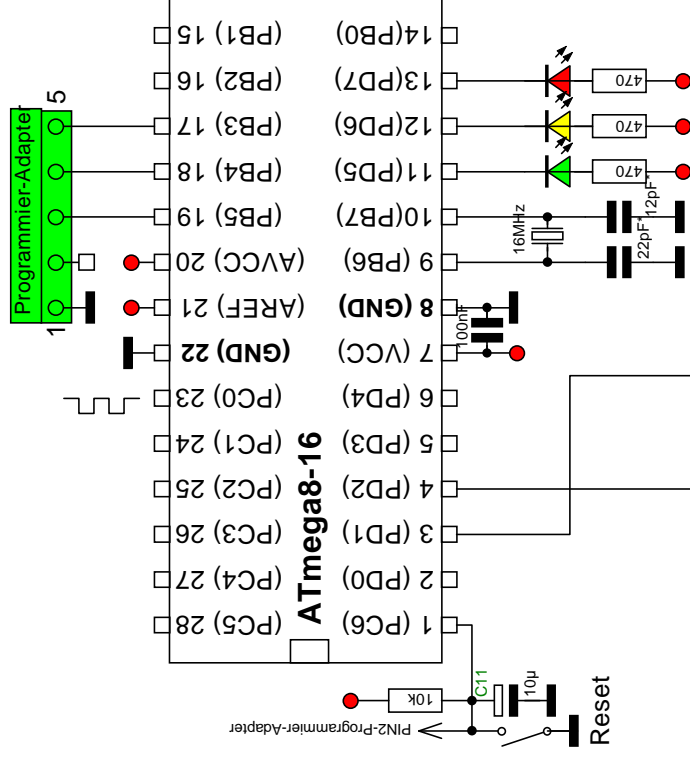 15 (PB1)
(PB0)14
16 (PB2)
(PD7)13
470
5
17 (PB3)
(PD6)12
470
Programmier-Adapter
18 (PB4)
(PD5)11
470
19 (PB5)
(PB7)10
16MHz
12pF*
20 (AVCC)
(PB6) 9
22pF*
21 (AREF)
(GND) 8
1
100nF
22 (GND)
(VCC) 7
23 (PC0)
(PD4) 6
24 (PC1)
(PD3) 5
25 (PC2)
(PD2) 4
26 (PC3)
(PD1) 3
27 (PC4)
(PD0) 2
28 (PC5)
(PC6) 1
ATmega8-16
10k
C11
10µ
PIN2-Programmier-Adapter
Reset